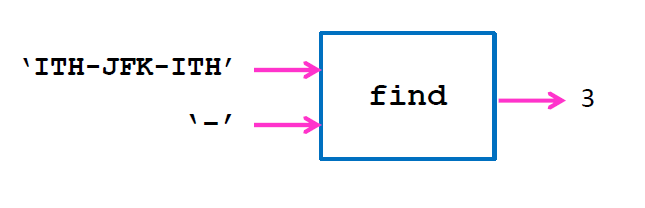 ‘ITH-JFK-ITH’
‘-’
find
3